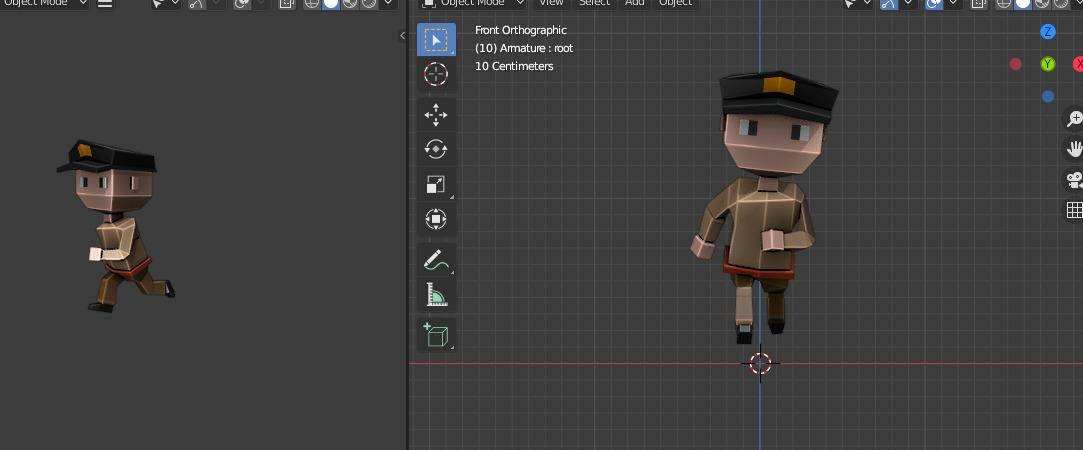 Object Mode
Object Mode View Select Add Object
Front Orthographic
(10) Armature : root
10 Centimeters
Z
Y
X